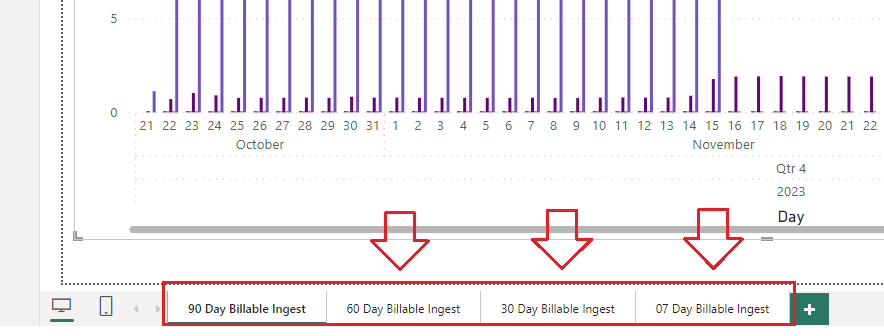 5
0
21 22 23 24 25 26 27 28 29 30 31 1 2 3 4 5 6 7 8 9 10 11 12 13 14 15 16 17 18 19 20 21 22
October November
Qtr 4
2023
Day
90 Day Billable Ingest 60 Day Billable Ingest 30 Day Billable Ingest 07 Day Billable Ingest